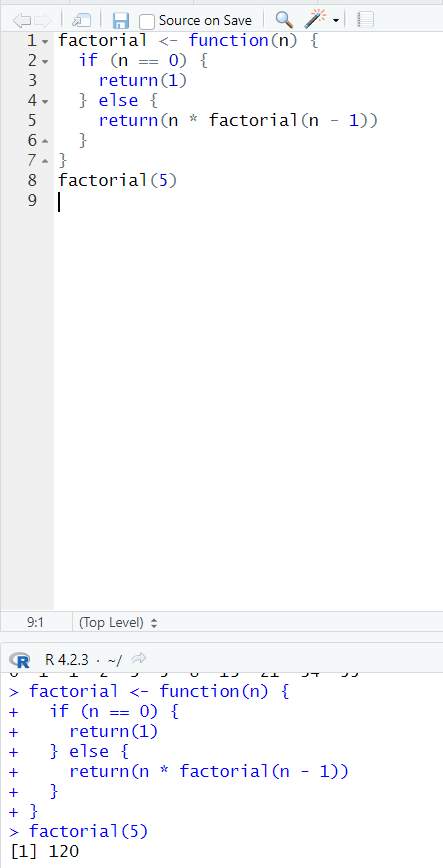 Source on Save
1 factorial <- function(n) {
2   if (n == 0) {
3     return(1)
4   } else {
5     return(n * factorial(n - 1))
6   }
7 }
8 factorial(5)
9
9:1 (Top Level)
R R 4.2.3 · ~/
> factorial <- function(n) {
+   if (n == 0) {
+     return(1)
+   } else {
+     return(n * factorial(n - 1))
+   }
+ }
> factorial(5)
[1] 120